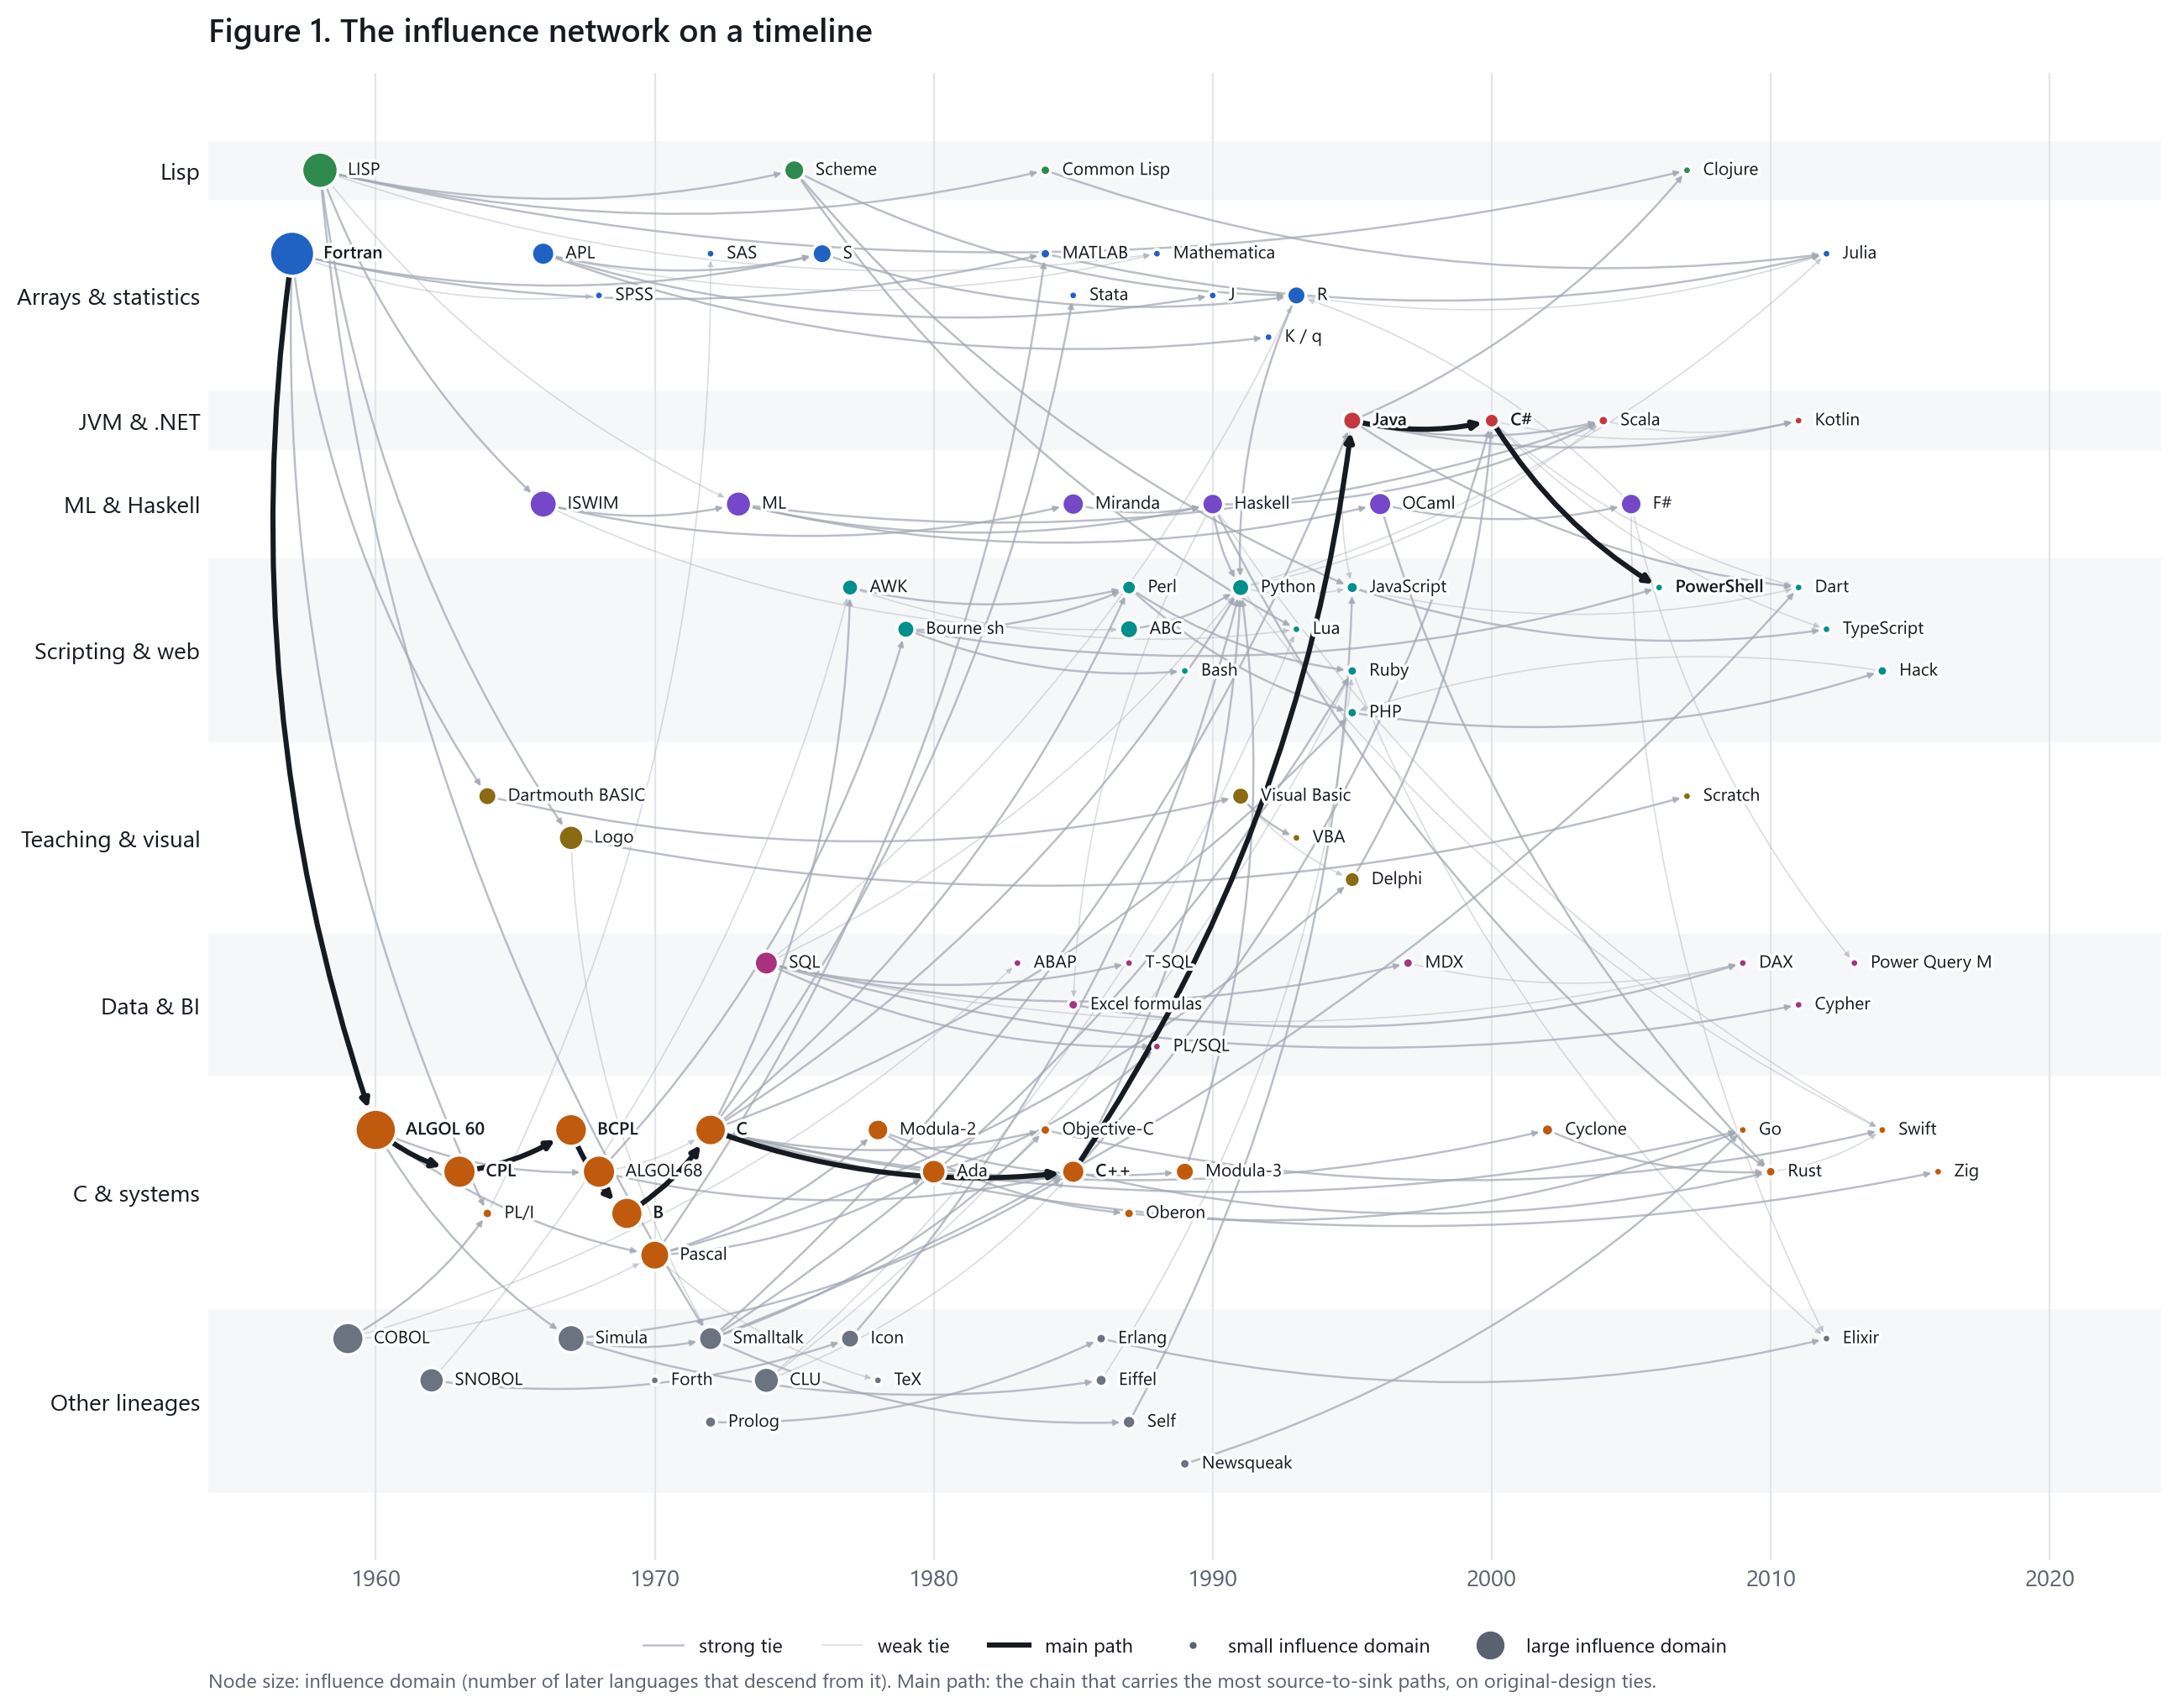 Figure 1. The influence network on a timeline
Lisp
LISP
Scheme
Common Lisp
Clojure
Arrays & statistics
Fortran
APL
SAS
S
MATLAB
Mathematica
Julia
SPSS
Stata
J
R
K / q
JVM & .NET
Java
C#
Scala
Kotlin
ML & Haskell
ISWIM
ML
Miranda
Haskell
OCaml
F#
Scripting & web
AWK
Perl
Python
JavaScript
PowerShell
Dart
Bourne sh
ABC
Lua
TypeScript
Bash
Ruby
Hack
PHP
Teaching & visual
Dartmouth BASIC
Visual Basic
Scratch
Logo
VBA
Delphi
Data & BI
SQL
ABAP
T-SQL
MDX
DAX
Power Query M
Excel formulas
Cypher
PL/SQL
C & systems
ALGOL 60
BCPL
C
Modula-2
Objective-C
Cyclone
Go
Swift
CPL
ALGOL 68
Ada
C++
Modula-3
Rust
Zig
PL/I
B
Oberon
Pascal
Other lineages
COBOL
Simula
Smalltalk
Icon
Erlang
Elixir
SNOBOL
Forth
CLU
TeX
Eiffel
Prolog
Self
Newsqueak
1960
1970
1980
1990
2000
2010
2020
strong tie
weak tie
main path
small influence domain
large influence domain
Node size: influence domain (number of later languages that descend from it). Main path: the chain that carries the most source-to-sink paths, on original-design ties.